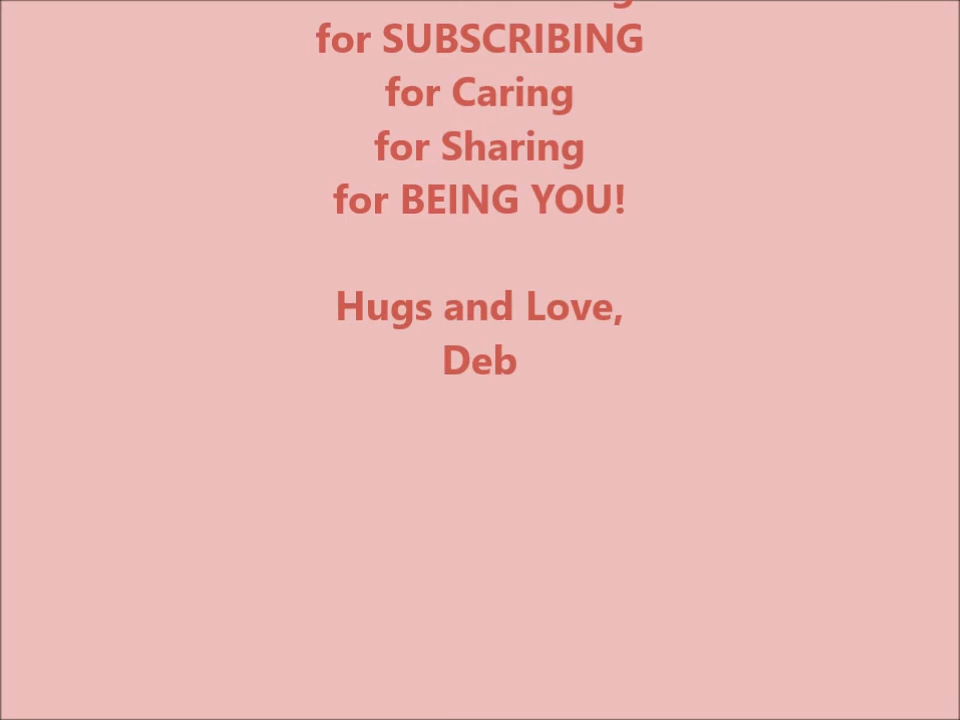 for SUBSCRIBING
for Caring
for Sharing
for BEING YOU!
Hugs and Love,
Deb